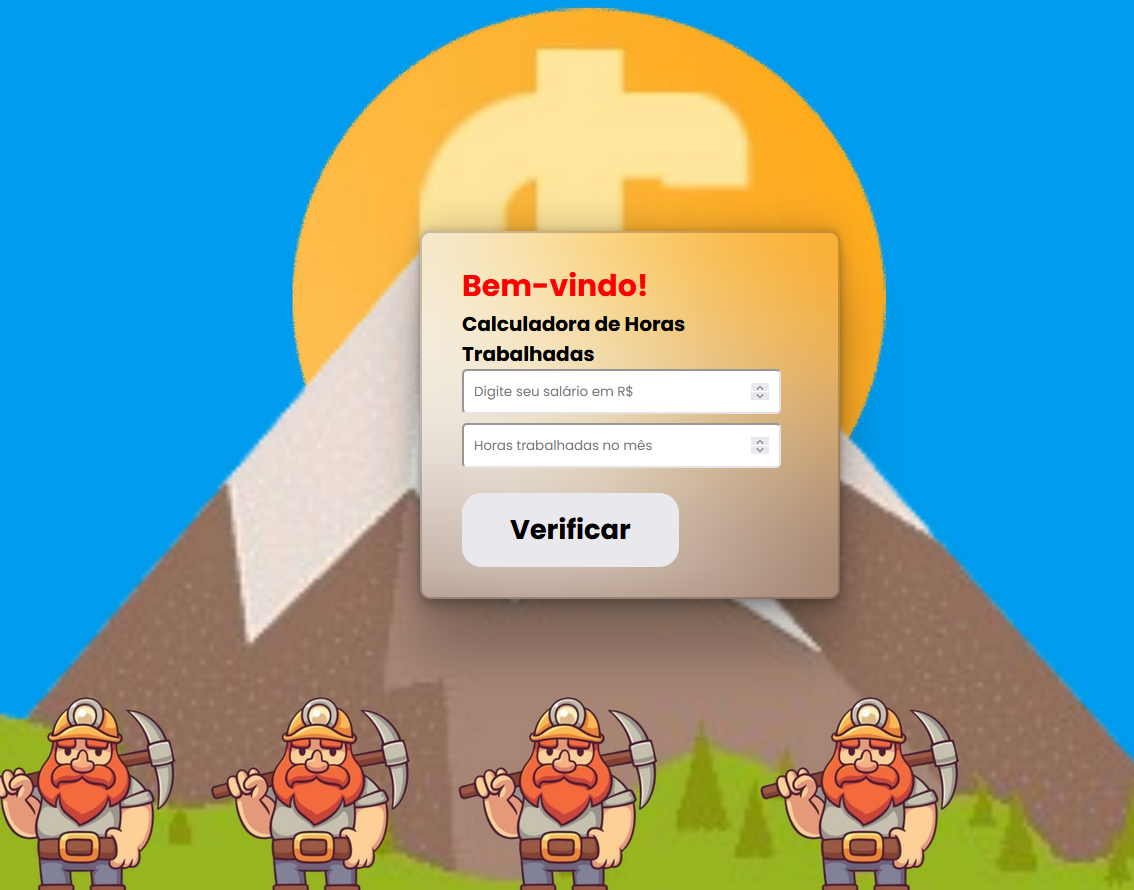 Bem-vindo!
Calculadora de Horas
Trabalhadas
Digite seu salário em R$
Horas trabalhadas no mês
Verificar